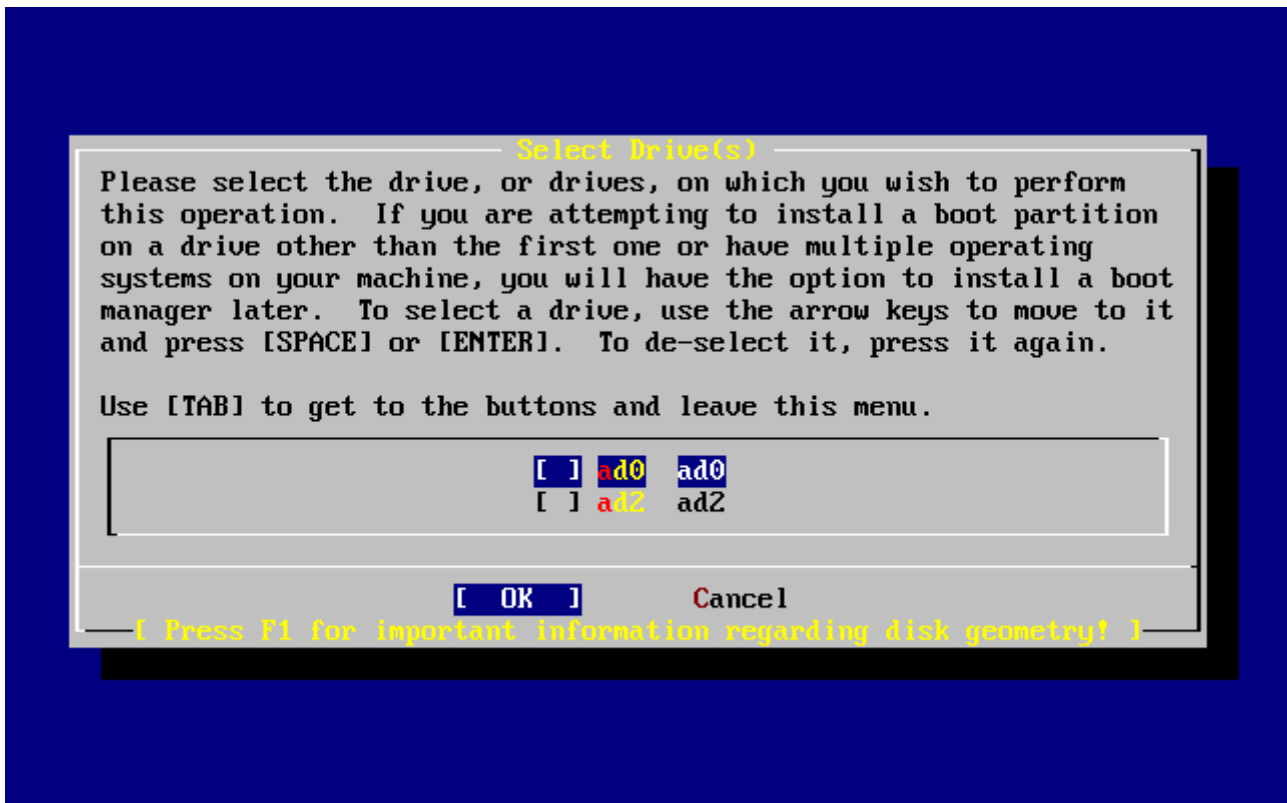 Select Drive(s)
Please select the drive, or drives, on which you wish to perform
this operation.  If you are attempting to install a boot partition
on a drive other than the first one or have multiple operating
systems on your machine, you will have the option to install a boot
manager later.  To select a drive, use the arrow keys to move to it
and press [SPACE] or [ENTER].  To de-select it, press it again.
Use [TAB] to get to the buttons and leave this menu.
[ ] ad0  ad0
[ ] ad2  ad2
[  OK  ]       Cancel
[ Press F1 for important information regarding disk geometry! ]